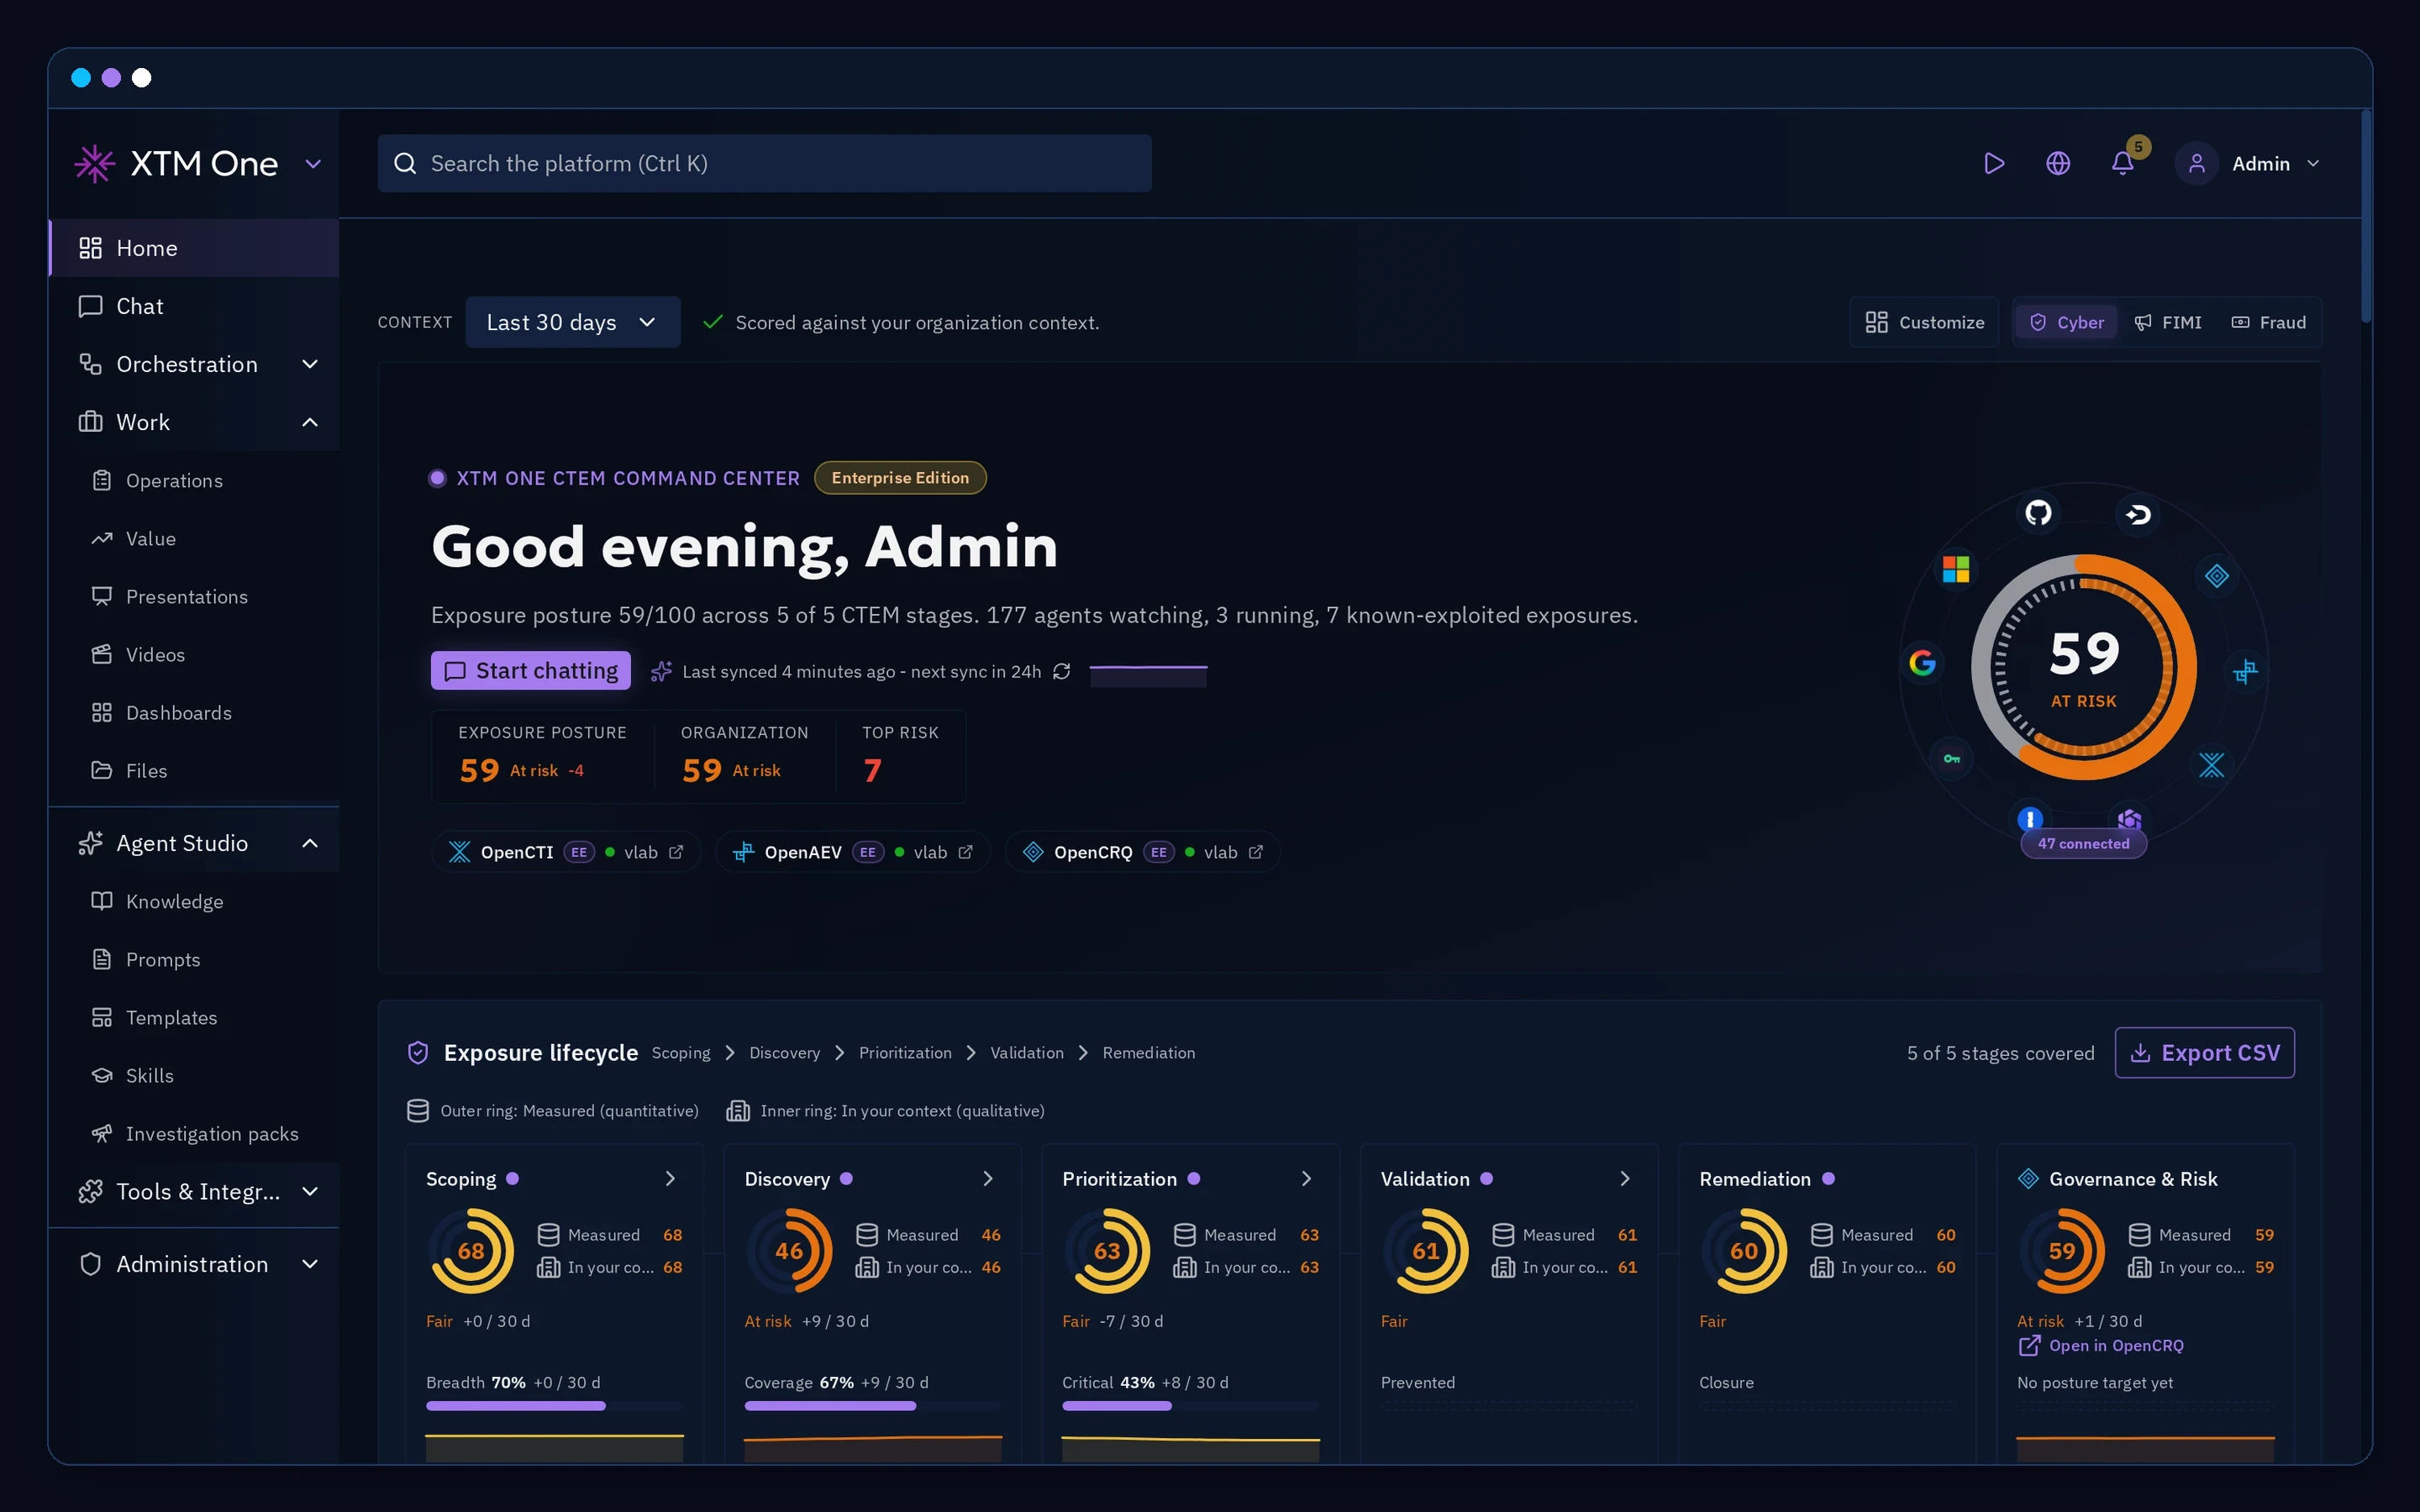 XTM One
Search the platform (Ctrl K)
5
Admin
Home
Chat
Orchestration
Work
Operations
Value
Presentations
Videos
Dashboards
Files
Agent Studio
Knowledge
Prompts
Templates
Skills
Investigation packs
Tools & Integr...
Administration
CONTEXT Last 30 days Scored against your organization context.
Customize Cyber FIMI Fraud
XTM ONE CTEM COMMAND CENTER Enterprise Edition
Good evening, Admin
Exposure posture 59/100 across 5 of 5 CTEM stages. 177 agents watching, 3 running, 7 known-exploited exposures.
Start chatting Last synced 4 minutes ago - next sync in 24h
EXPOSURE POSTURE ORGANIZATION TOP RISK
59 At risk -4 59 At risk 7
OpenCTI EE vlab OpenAEV EE vlab OpenCRQ EE vlab
59
AT RISK
47 connected
Exposure lifecycle Scoping Discovery Prioritization Validation Remediation
5 of 5 stages covered Export CSV
Outer ring: Measured (quantitative) Inner ring: In your context (qualitative)
Scoping
68
Measured 68
In your co... 68
Fair +0 / 30 d
Breadth 70% +0 / 30 d
Discovery
46
Measured 46
In your co... 46
At risk +9 / 30 d
Coverage 67% +9 / 30 d
Prioritization
63
Measured 63
In your co... 63
Fair -7 / 30 d
Critical 43% +8 / 30 d
Validation
61
Measured 61
In your co... 61
Fair
Prevented
Remediation
60
Measured 60
In your co... 60
Fair
Closure
Governance & Risk
59
Measured 59
In your co... 59
At risk +1 / 30 d
Open in OpenCRQ
No posture target yet